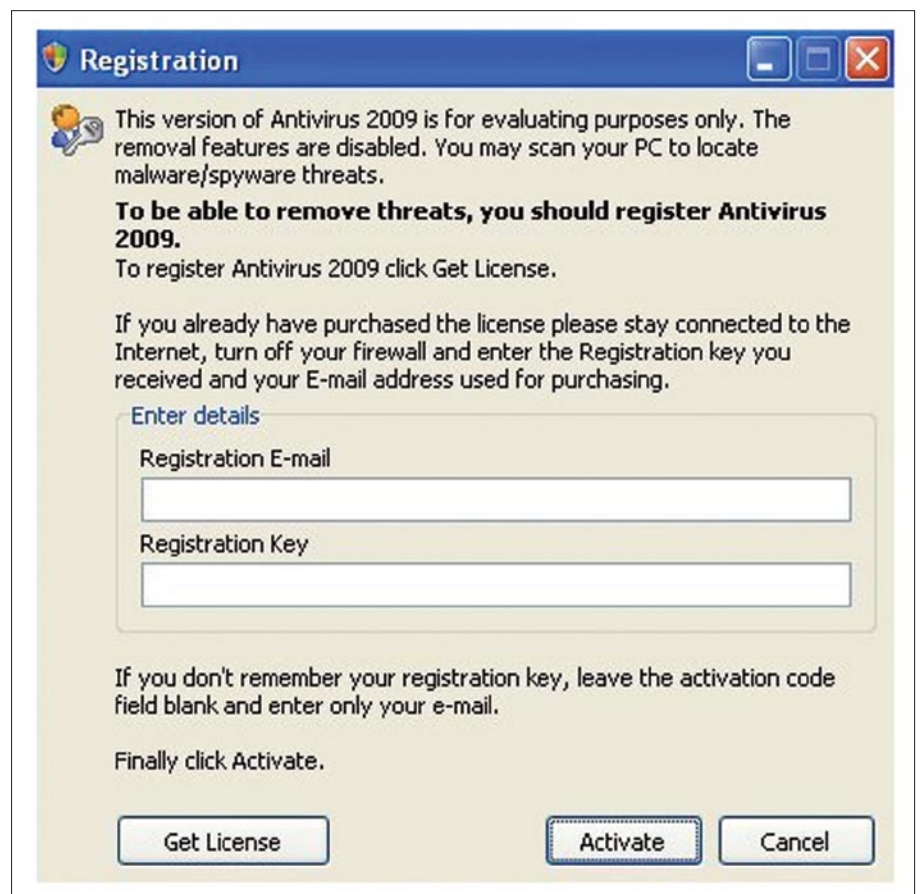 Registration
This version of Antivirus 2009 is for evaluating purposes only. The
removal features are disabled. You may scan your PC to locate
malware/spyware threats.
To be able to remove threats, you should register Antivirus
2009.
To register Antivirus 2009 click Get License.
If you already have purchased the license please stay connected to the
Internet, turn off your firewall and enter the Registration key you
received and your E-mail address used for purchasing.
Enter details
Registration E-mail
Registration Key
If you don't remember your registration key, leave the activation code
field blank and enter only your e-mail.
Finally click Activate.
Get License
Activate
Cancel